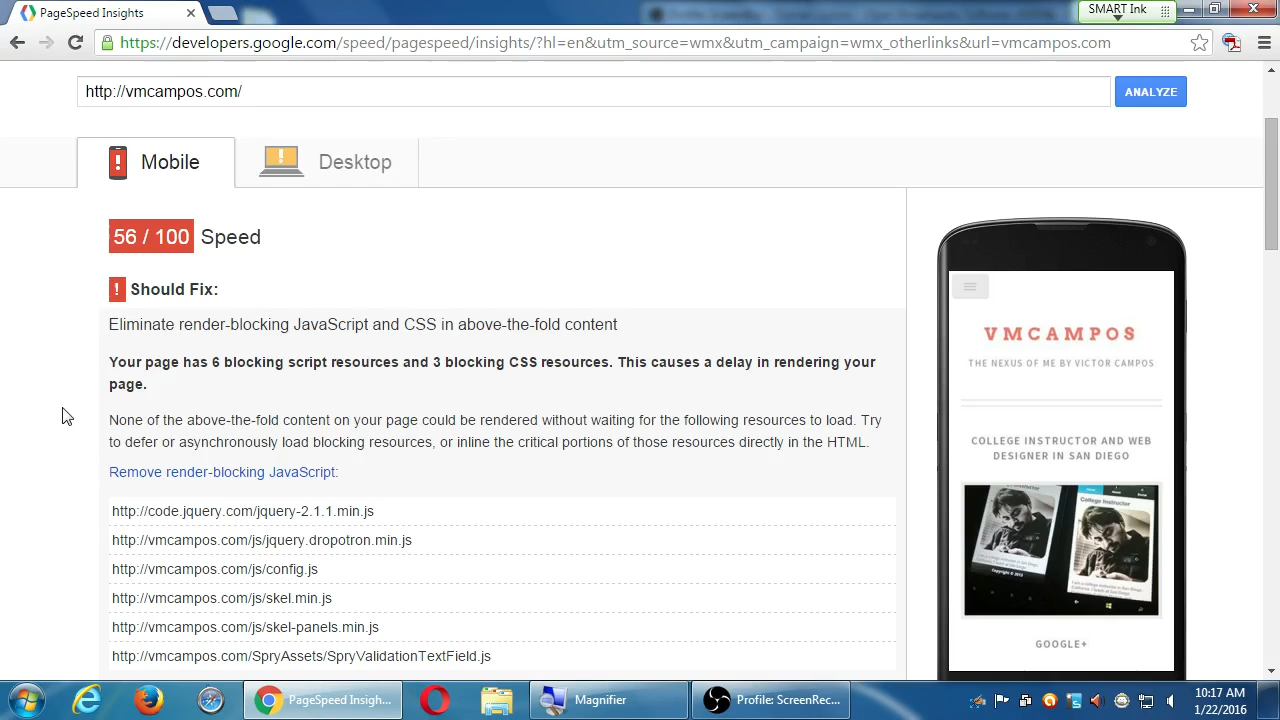 PageSpeed Insights
SMART Ink
https://developers.google.com/speed/pagespeed/insights/?hl=en&utm_source=wmx&utm_campaign=wmx_otherlinks&url=vmcampos.com
http://vmcampos.com/
ANALYZE
Mobile
Desktop
56 / 100 Speed
! Should Fix:
Eliminate render-blocking JavaScript and CSS in above-the-fold content
Your page has 6 blocking script resources and 3 blocking CSS resources. This causes a delay in rendering your
page.
None of the above-the-fold content on your page could be rendered without waiting for the following resources to load. Try
to defer or asynchronously load blocking resources, or inline the critical portions of those resources directly in the HTML.
Remove render-blocking JavaScript:
http://code.jquery.com/jquery-2.1.1.min.js
http://vmcampos.com/js/jquery.dropotron.min.js
http://vmcampos.com/js/config.js
http://vmcampos.com/js/skel.min.js
http://vmcampos.com/js/skel-panels.min.js
http://vmcampos.com/SpryAssets/SpryValidationTextField.js
VMCAMPOS
THE NEXUS OF ME BY VICTOR CAMPOS
COLLEGE INSTRUCTOR AND WEB
DESIGNER IN SAN DIEGO
College Instructor
Copyright © 2013
GOOGLE+
PageSpeed Insigh...
Magnifier
Profile: ScreenRec...
10:17 AM
1/22/2016